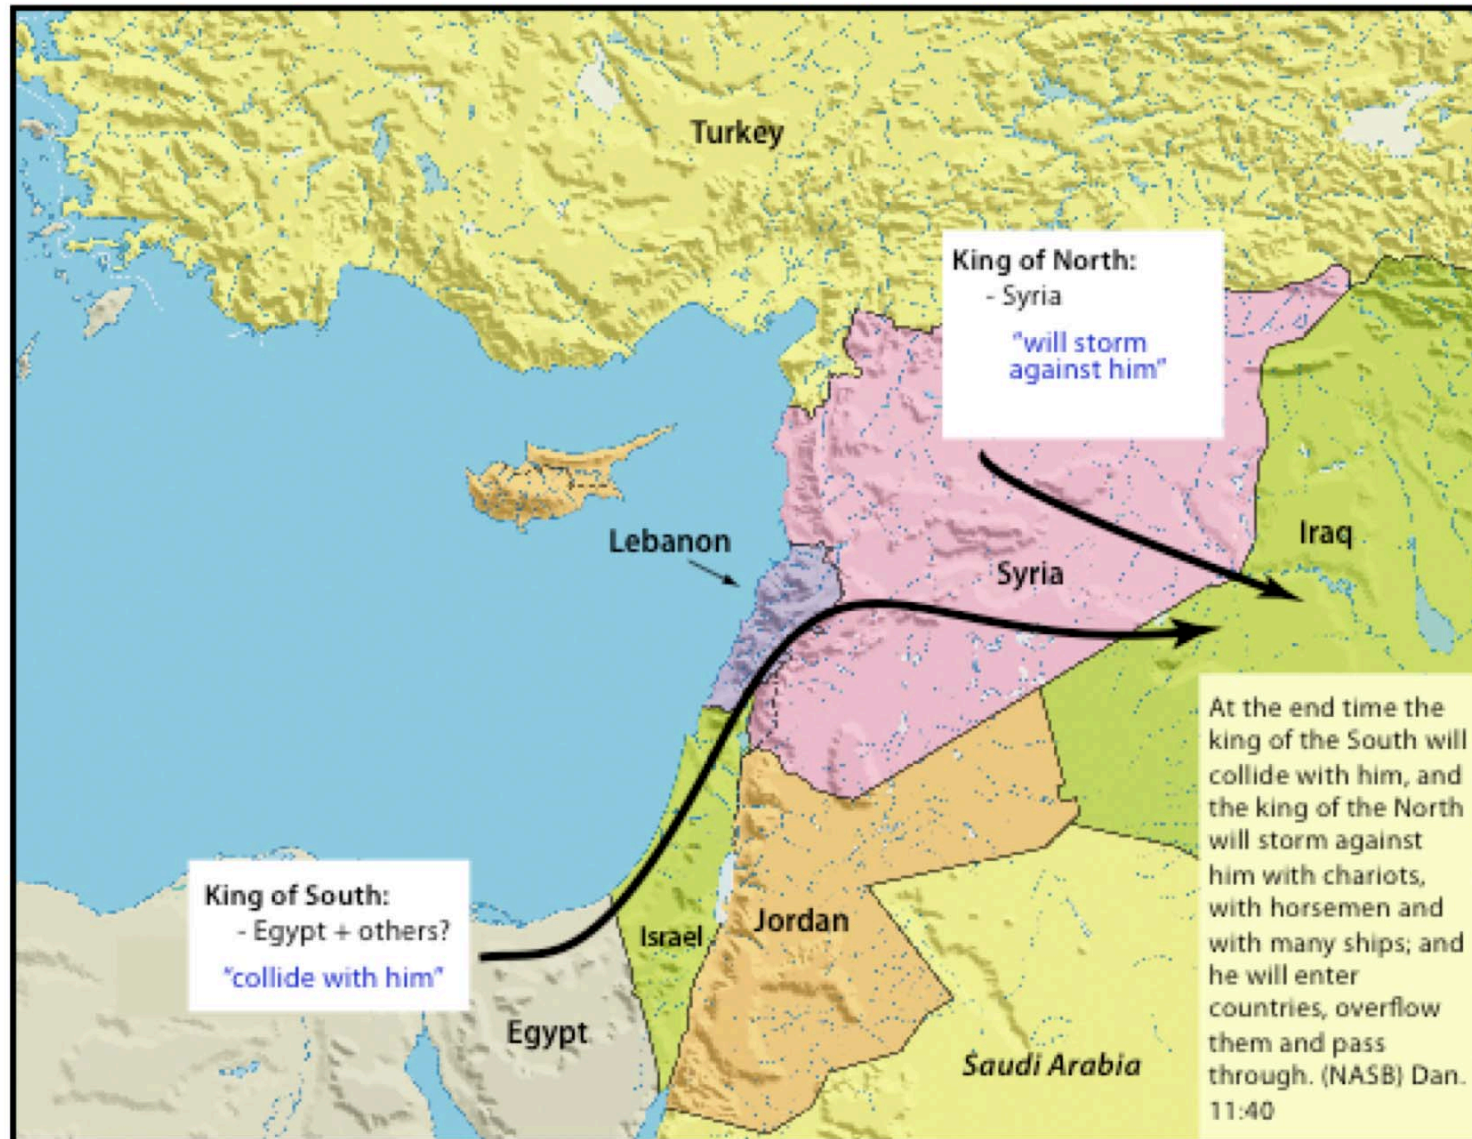 Turkey
King of North:
- Syria
"will storm
against him"
Lebanon
Syria
Iraq
At the end time the
king of the South will
collide with him, and
the king of the North
will storm against
him with chariots,
with horsemen and
with many ships; and
he will enter
countries, overflow
them and pass
through. (NASB) Dan.
11:40
King of South:
- Egypt + others?
"collide with him"
Israel
Jordan
Egypt
Saudi Arabia